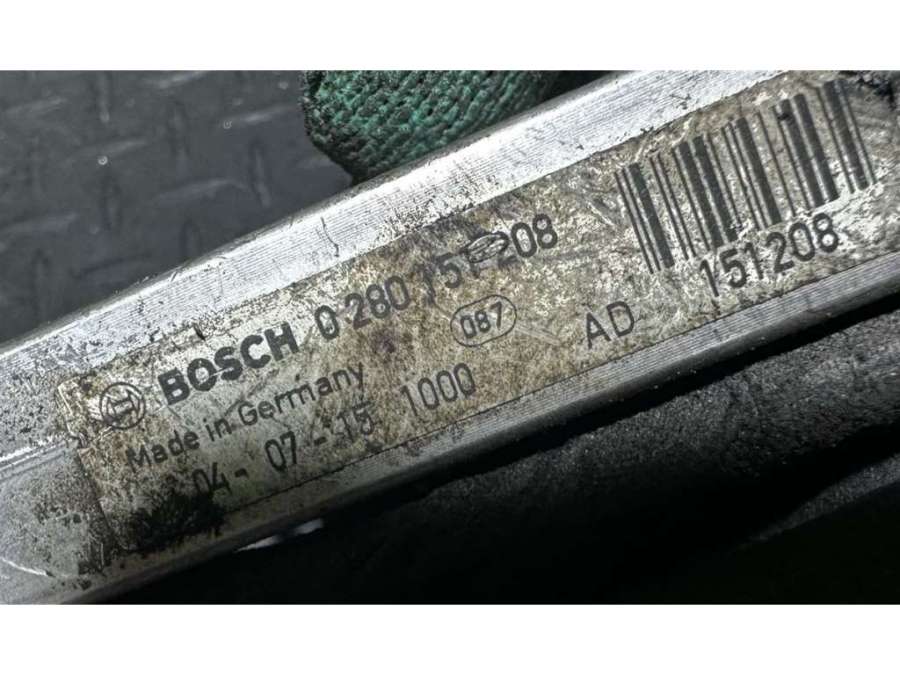 BOSCH 0 280 151 208
Made in Germany 087
04-07-15 1000 AD 151208